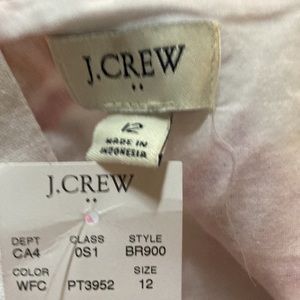 J.CREW
12
MADE IN
INDONESIA
J.CREW
DEPT CLASS STYLE
CA4 0S1 BR900
COLOR SIZE
WFC PT3952 12